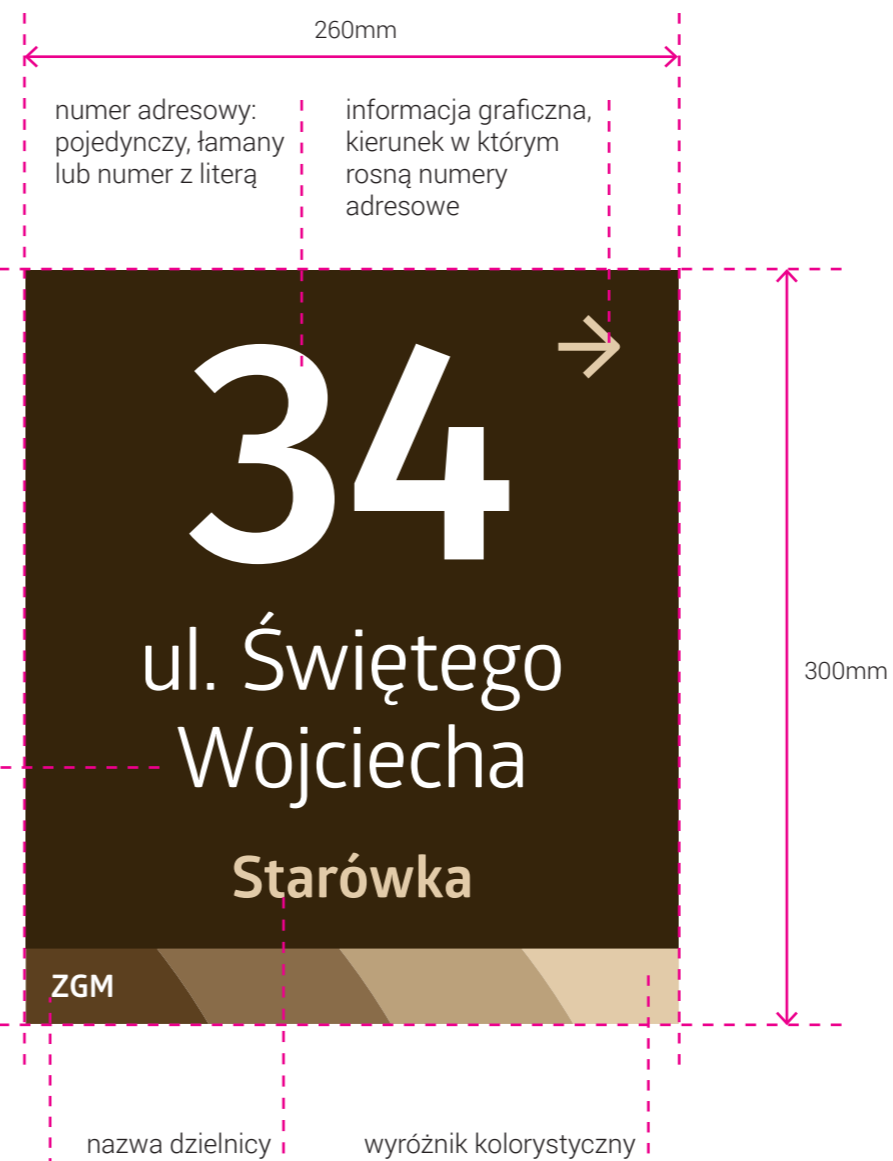 260mm
numer adresowy:
pojedynczy, łamany
lub numer z literą
informacja graficzna,
kierunek w którym
rosną numery
adresowe
34
ul. Świętego
Wojciecha
300mm
Starówka
ZGM
nazwa dzielnicy
wyróżnik kolorystyczny